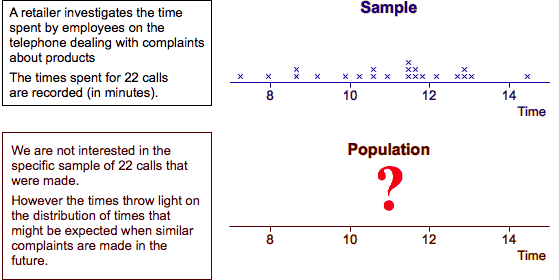 A retailer investigates the time
spent by employees on the
telephone dealing with complaints
about products
The times spent for 22 calls
are recorded (in minutes).
Sample
8 10 12 14
Time
We are not interested in the
specific sample of 22 calls that
were made.
However the times throw light on
the distribution of times that
might be expected when similar
complaints are made in the
future.
Population
?
8 10 12 14
Time